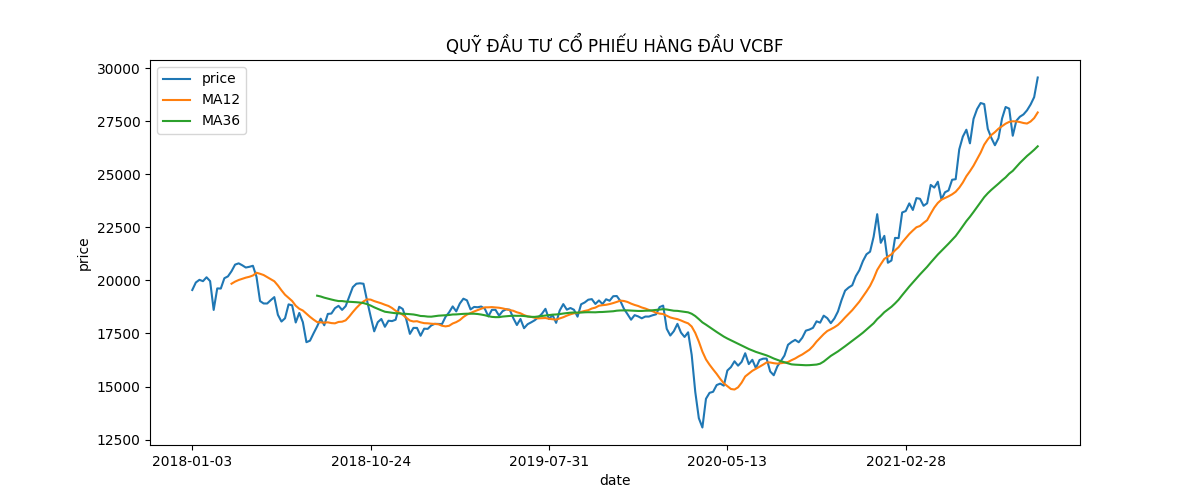 QUỸ ĐẦU TƯ CỔ PHIẾU HÀNG ĐẦU VCBF
price
MA12
MA36
30000
27500
25000
22500
20000
17500
15000
12500
price
2018-01-03 2018-10-24 2019-07-31 2020-05-13 2021-02-28
date